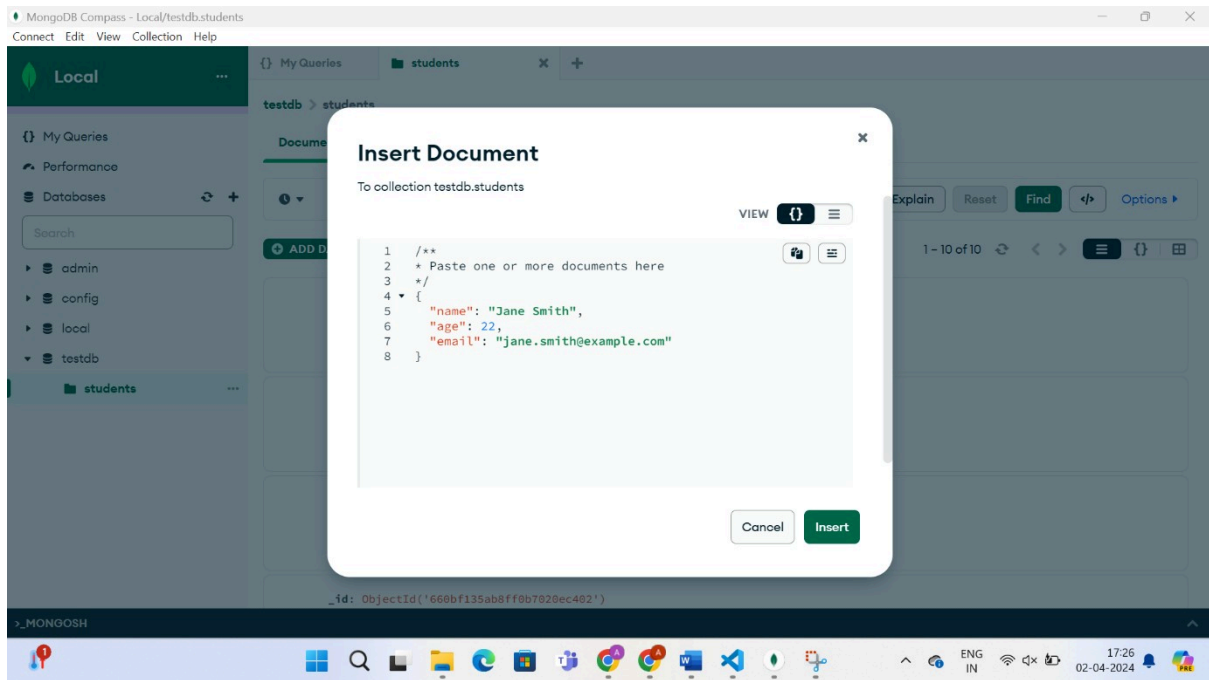 MongoDB Compass - Local/testdb.students
Connect Edit View Collection Help
Local
{} My Queries
students
testdb > students
{} My Queries
Performance
Databases
Search
admin
config
local
testdb
students
Docume
Explain Reset Find </> Options
ADD D
1 – 10 of 10
Insert Document
To collection testdb.students
VIEW {}
1 /**
2 * Paste one or more documents here
3 */
4 {
5 "name": "Jane Smith",
6 "age": 22,
7 "email": "jane.smith@example.com"
8 }
Cancel Insert
_id: ObjectId('660bf135ab8ff0b7020ec402')
>_MONGOSH
1
ENG
IN
17:26
02-04-2024
PRE